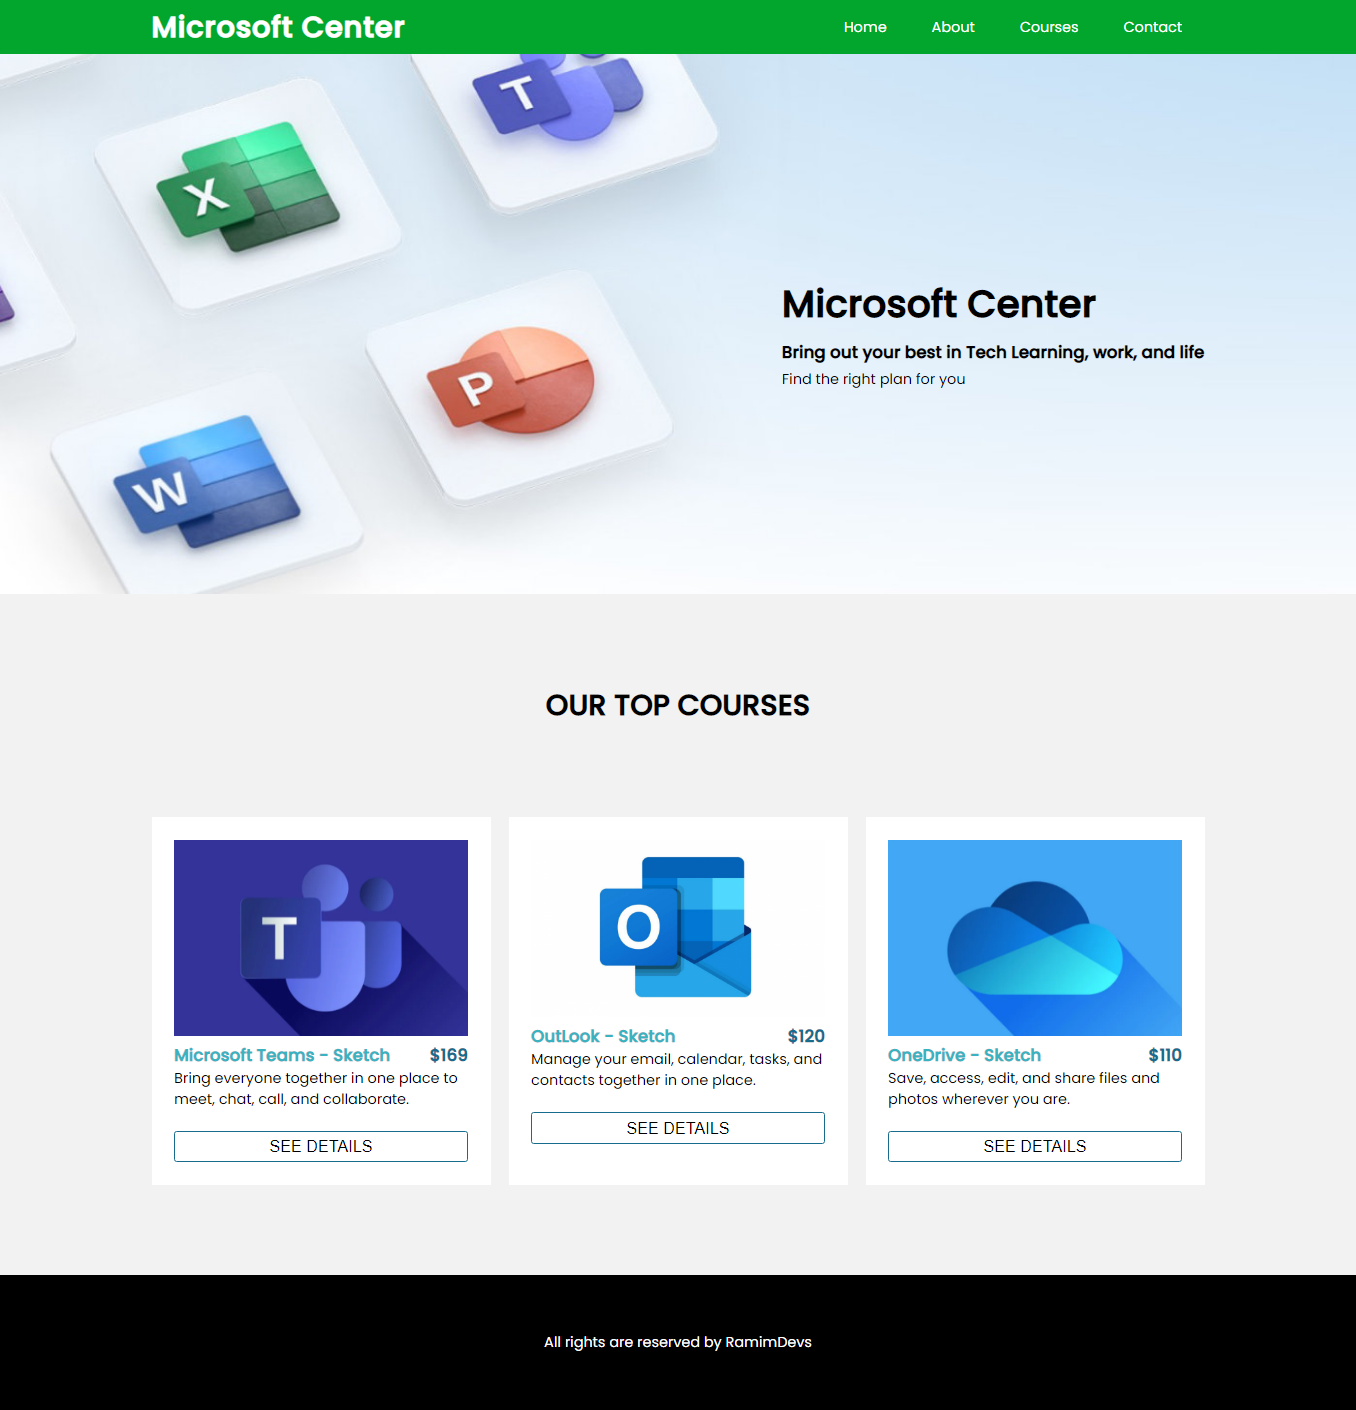 Microsoft Center
Home About Courses Contact
T
X
P
W
Microsoft Center
Bring out your best in Tech Learning, work, and life
Find the right plan for you
OUR TOP COURSES
T
Microsoft Teams - Sketch $169
Bring everyone together in one place to
meet, chat, call, and collaborate.
SEE DETAILS
O
OutLook - Sketch $120
Manage your email, calendar, tasks, and
contacts together in one place.
SEE DETAILS
OneDrive - Sketch $110
Save, access, edit, and share files and
photos wherever you are.
SEE DETAILS
All rights are reserved by RamimDevs